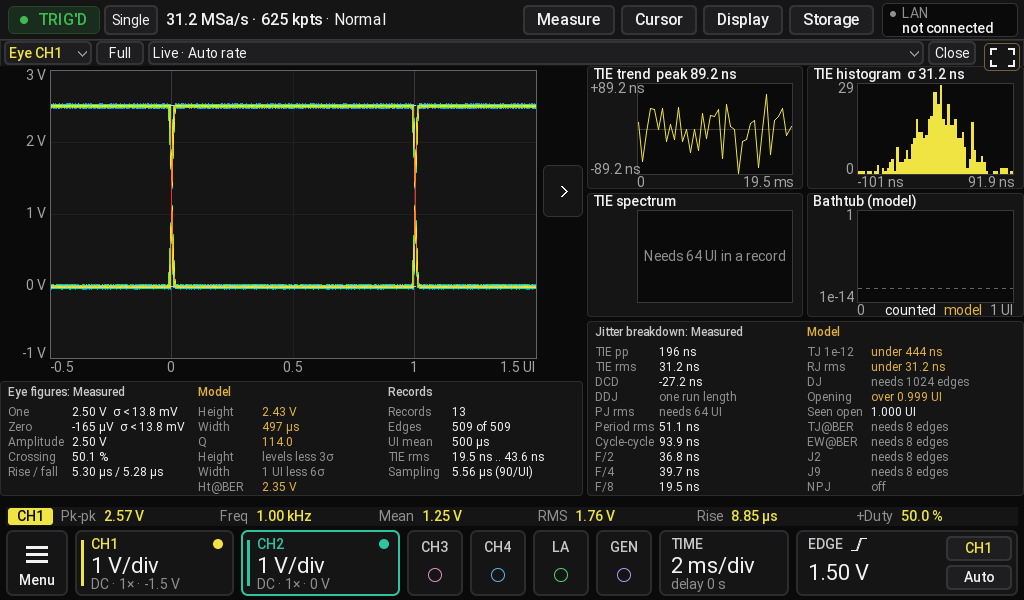 TRIG'D
Single
31.2 MSa/s · 625 kpts · Normal
Measure
Cursor
Display
Storage
LAN
not connected
Eye CH1
Full
Live · Auto rate
Close
3 V
2 V
1 V
0 V
-1 V
-0.5
0
0.5
1
1.5 UI
TIE trend peak 89.2 ns
+89.2 ns
-89.2 ns
0
19.5 ms
TIE histogram σ 31.2 ns
29
0
-101 ns
91.9 ns
TIE spectrum
Needs 64 UI in a record
Bathtub (model)
1
1e-14
0
counted model 1 UI
Eye figures: Measured
One 2.50 V σ < 13.8 mV
Zero -165 µV σ < 13.8 mV
Amplitude 2.50 V
Crossing 50.1 %
Rise / fall 5.30 µs / 5.28 µs
Model
Height 2.43 V
Width 497 µs
Q 114.0
Height levels less 3σ
Width 1 UI less 6σ
Ht@BER 2.35 V
Records
Records 13
Edges 509 of 509
UI mean 500 µs
TIE rms 19.5 ns .. 43.6 ns
Sampling 5.56 µs (90/UI)
Jitter breakdown: Measured
TIE pp 196 ns
TIE rms 31.2 ns
DCD -27.2 ns
DDJ one run length
PJ rms needs 64 UI
Period rms 51.1 ns
Cycle-cycle 93.9 ns
F/2 36.8 ns
F/4 39.7 ns
F/8 19.5 ns
Model
TJ 1e-12 under 444 ns
RJ rms under 31.2 ns
DJ needs 1024 edges
Opening over 0.999 UI
Seen open 1.000 UI
TJ@BER needs 8 edges
EW@BER needs 8 edges
J2 needs 8 edges
J9 needs 8 edges
NPJ off
CH1 Pk-pk 2.57 V Freq 1.00 kHz Mean 1.25 V RMS 1.76 V Rise 8.85 µs +Duty 50.0 %
Menu
CH1
1 V/div
DC · 1× · -1.5 V
CH2
1 V/div
DC · 1× · 0 V
CH3
CH4
LA
GEN
TIME
2 ms/div
delay 0 s
EDGE
1.50 V
CH1
Auto